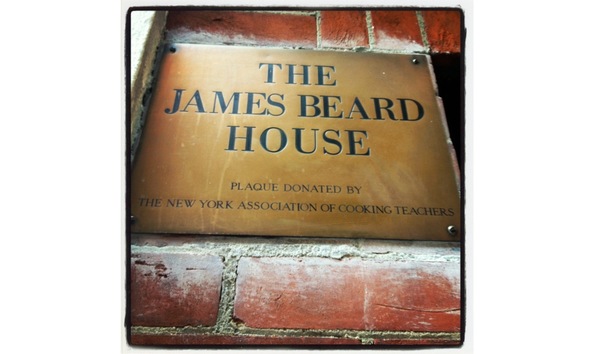 THE
JAMES BEARD
HOUSE
PLAQUE DONATED BY
THE NEW YORK ASSOCIATION OF COOKING TEACHERS